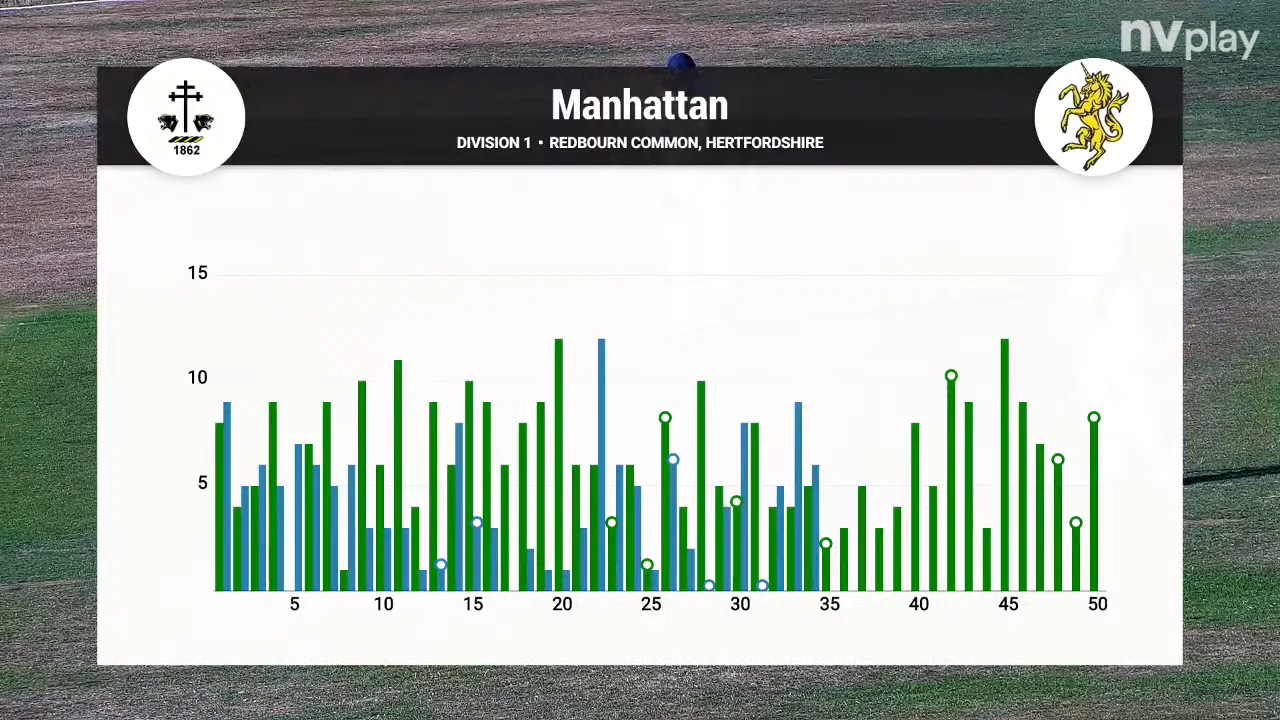 nvplay
Manhattan
DIVISION 1 • REDBOURN COMMON, HERTFORDSHIRE
1862
15
10
5
5 10 15 20 25 30 35 40 45 50